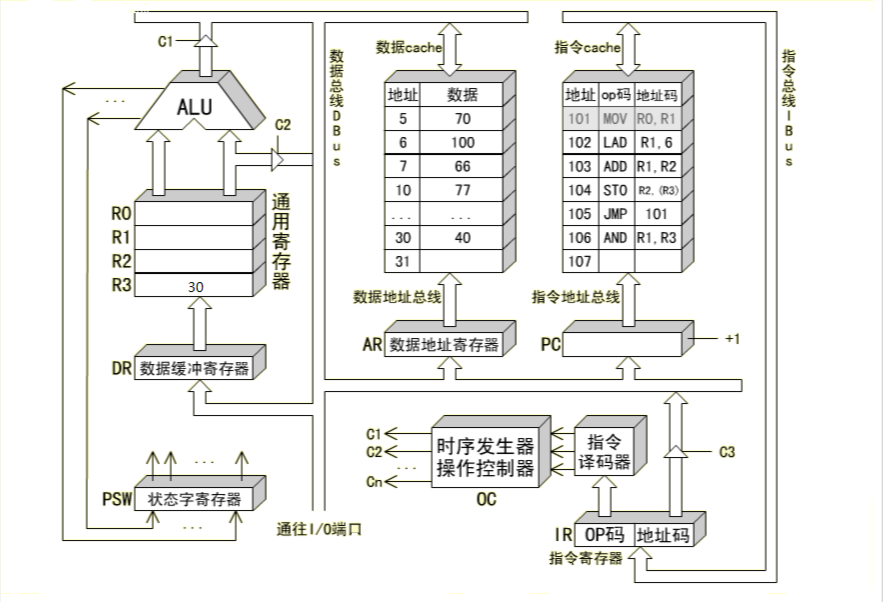 C1
ALU
C2
数据总线DBus
数据cache
地址 数据
5 70
6 100
7 66
10 77
... ...
30 40
31
指令cache
地址 op码 地址码
101 MOV R0, R1
102 LAD R1, 6
103 ADD R1, R2
104 STO R2, (R3)
105 JMP 101
106 AND R1, R3
107
指令总线IBus
...
R0
R1
R2
R3 30
通用寄存器
数据地址总线
指令地址总线
AR 数据地址寄存器
PC
+1
DR 数据缓冲寄存器
C1
C2
...
Cn
时序发生器
操作控制器
OC
指令
译码器
C3
...
PSW 状态字寄存器
...
通往I/O端口
IR OP码 地址码
指令寄存器